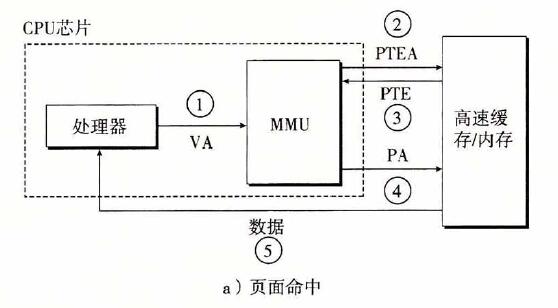 CPU芯片
②
PTEA
①
PTE
处理器
MMU
③
高速缓
存/内存
VA
PA
④
数据
⑤
a）页面命中